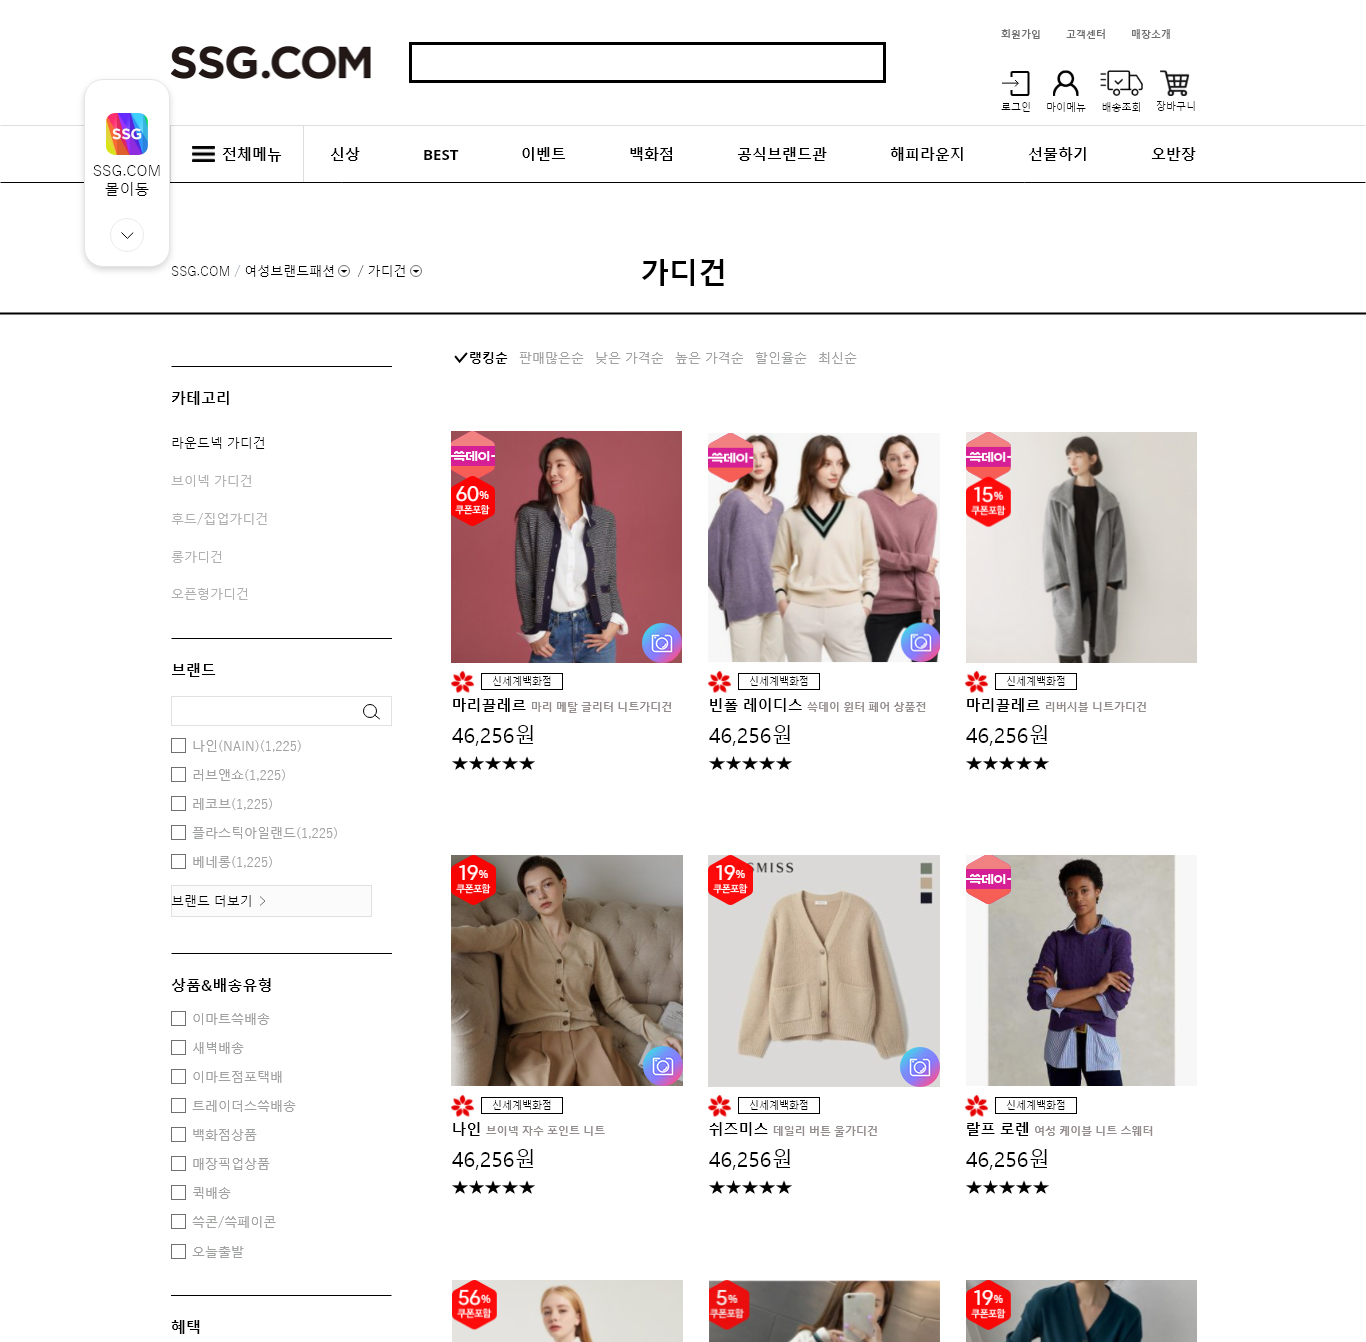 회원가입 고객센터 매장소개
SSG.COM
로그인 마이메뉴 배송조회 장바구니
SSG
SSG.COM
몰이동
전체메뉴 신상 BEST 이벤트 백화점 공식브랜드관 해피라운지 선물하기 오반장
SSG.COM / 여성브랜드패션 / 가디건
가디건
랭킹순 판매많은순 낮은 가격순 높은 가격순 할인율순 최신순
카테고리
라운드넥 가디건
브이넥 가디건
후드/집업가디건
롱가디건
오픈형가디건
브랜드
나인(NAIN)(1,225)
러브앤쇼(1,225)
레코브(1,225)
플라스틱아일랜드(1,225)
베네롱(1,225)
브랜드 더보기
상품&배송유형
이마트쓱배송
새벽배송
이마트점포택배
트레이더스쓱배송
백화점상품
매장픽업상품
퀵배송
쓱콘/쓱페이콘
오늘출발
혜택
쓱데이
60%
쿠폰포함
신세계백화점
마리끌레르 마리 메탈 글리터 니트가디건
46,256원
★★★★★
쓱데이
신세계백화점
빈폴 레이디스 쓱데이 윈터 페어 상품전
46,256원
★★★★★
쓱데이
15%
쿠폰포함
신세계백화점
마리끌레르 리버시블 니트가디건
46,256원
★★★★★
19%
쿠폰포함
신세계백화점
나인 브이넥 자수 포인트 니트
46,256원
★★★★★
19%
쿠폰포함
SMISS
신세계백화점
쉬즈미스 데일리 버튼 울가디건
46,256원
★★★★★
쓱데이
신세계백화점
랄프 로렌 여성 케이블 니트 스웨터
46,256원
★★★★★
56%
쿠폰포함
5%
쿠폰포함
19%
쿠폰포함